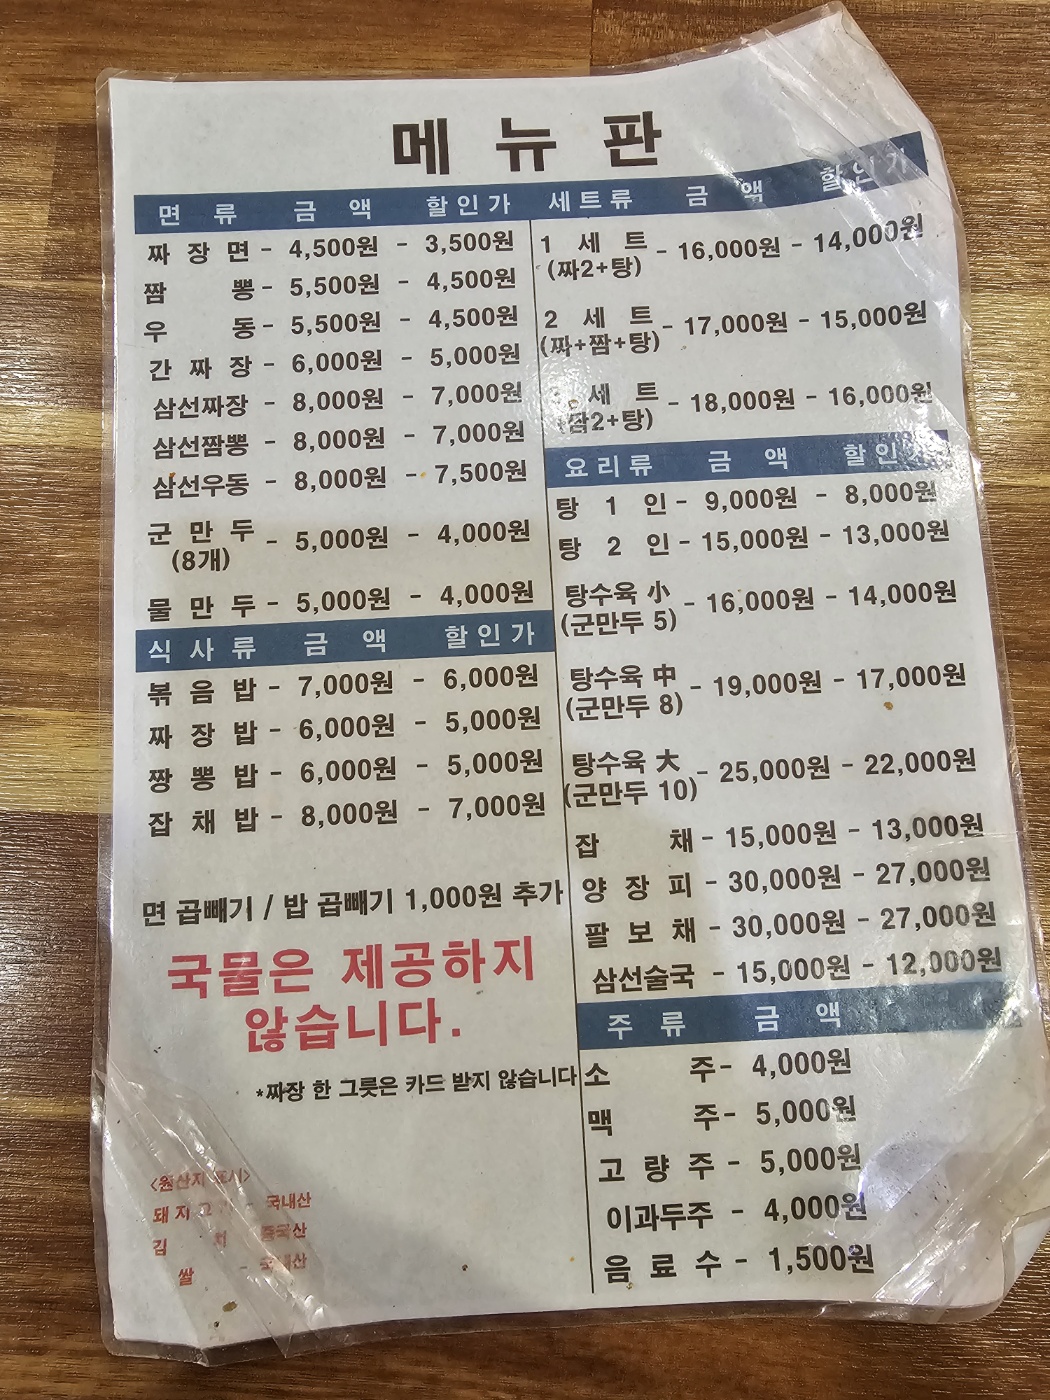 메뉴판
면류 금액 할인가
짜장면 - 4,500원 - 3,500원
짬뽕 - 5,500원 - 4,500원
우동 - 5,500원 - 4,500원
간짜장 - 6,000원 - 5,000원
삼선짜장 - 8,000원 - 7,000원
삼선짬뽕 - 8,000원 - 7,000원
삼선우동 - 8,000원 - 7,500원
군만두 - 5,000원 - 4,000원
(8개)
물만두 - 5,000원 - 4,000원
식사류 금액 할인가
볶음밥 - 7,000원 - 6,000원
짜장밥 - 6,000원 - 5,000원
짱뽕밥 - 6,000원 - 5,000원
잡채밥 - 8,000원 - 7,000원
면 곱빼기 / 밥 곱빼기 1,000원 추가
국물은 제공하지
않습니다.
*짜장 한 그릇은 카드 받지 않습니다
<원산지 표시>
돼지고기 - 국내산
김치 중국산
쌀 - 국내산
세트류 금액 할인가
1 세트 - 16,000원 - 14,000원
(짜2+탕)
2 세트 - 17,000원 - 15,000원
(짜+짬+탕)
세트 - 18,000원 - 16,000원
(짬2+탕)
요리류 금액 할인가
탕 1 인 - 9,000원 - 8,000원
탕 2 인 - 15,000원 - 13,000원
탕수육 小 - 16,000원 - 14,000원
(군만두 5)
탕수육 中 - 19,000원 - 17,000원
(군만두 8)
탕수육 大 - 25,000원 - 22,000원
(군만두 10)
잡채 - 15,000원 - 13,000원
양장피 - 30,000원 - 27,000원
팔보채 - 30,000원 - 27,000원
삼선술국 - 15,000원 - 12,000원
주류 금액
소주 - 4,000원
맥주 - 5,000원
고량주 - 5,000원
이과두주 - 4,000원
음료수 - 1,500원